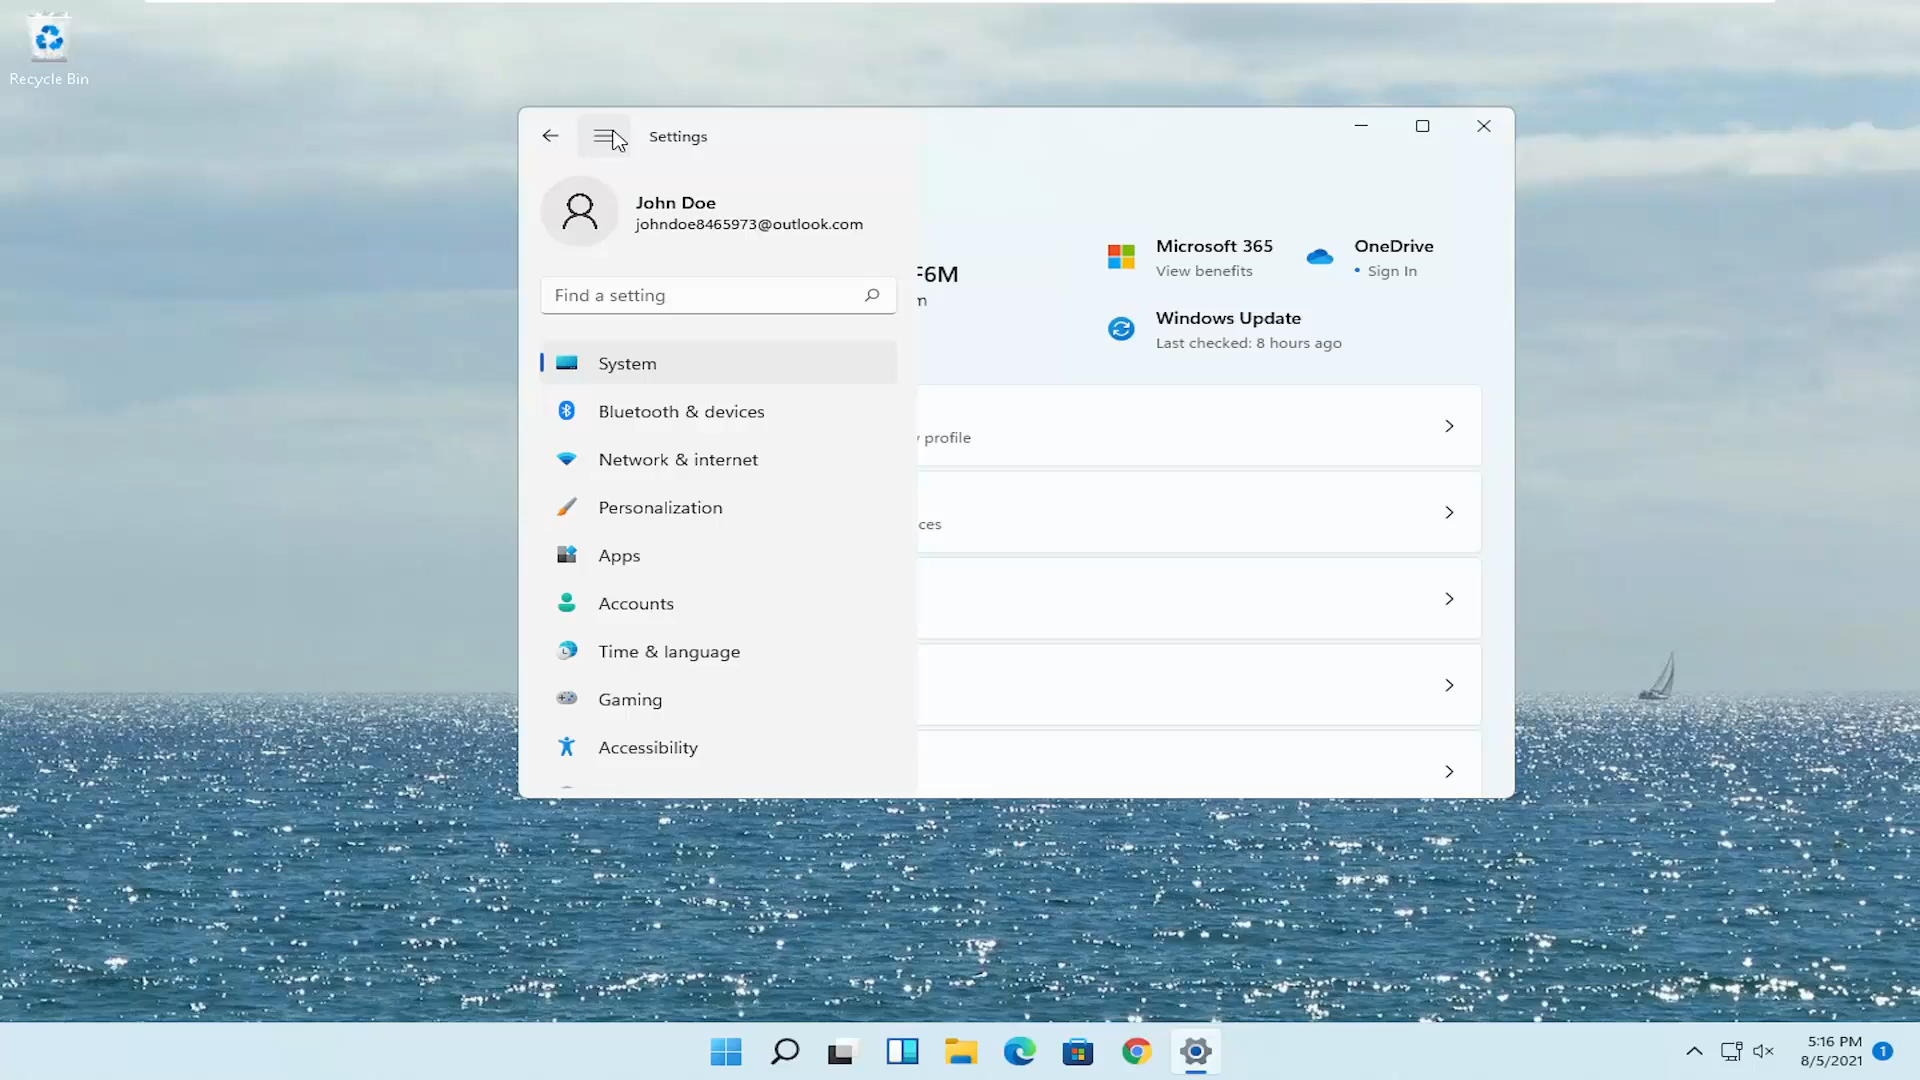 Recycle Bin
Settings
John Doe
johndoe8465973@outlook.com
Find a setting
System
Bluetooth & devices
Network & internet
Personalization
Apps
Accounts
Time & language
Gaming
Accessibility
F6M
m
Microsoft 365
View benefits
OneDrive
• Sign In
Windows Update
Last checked: 8 hours ago
profile
ces
5:16 PM
8/5/2021
1